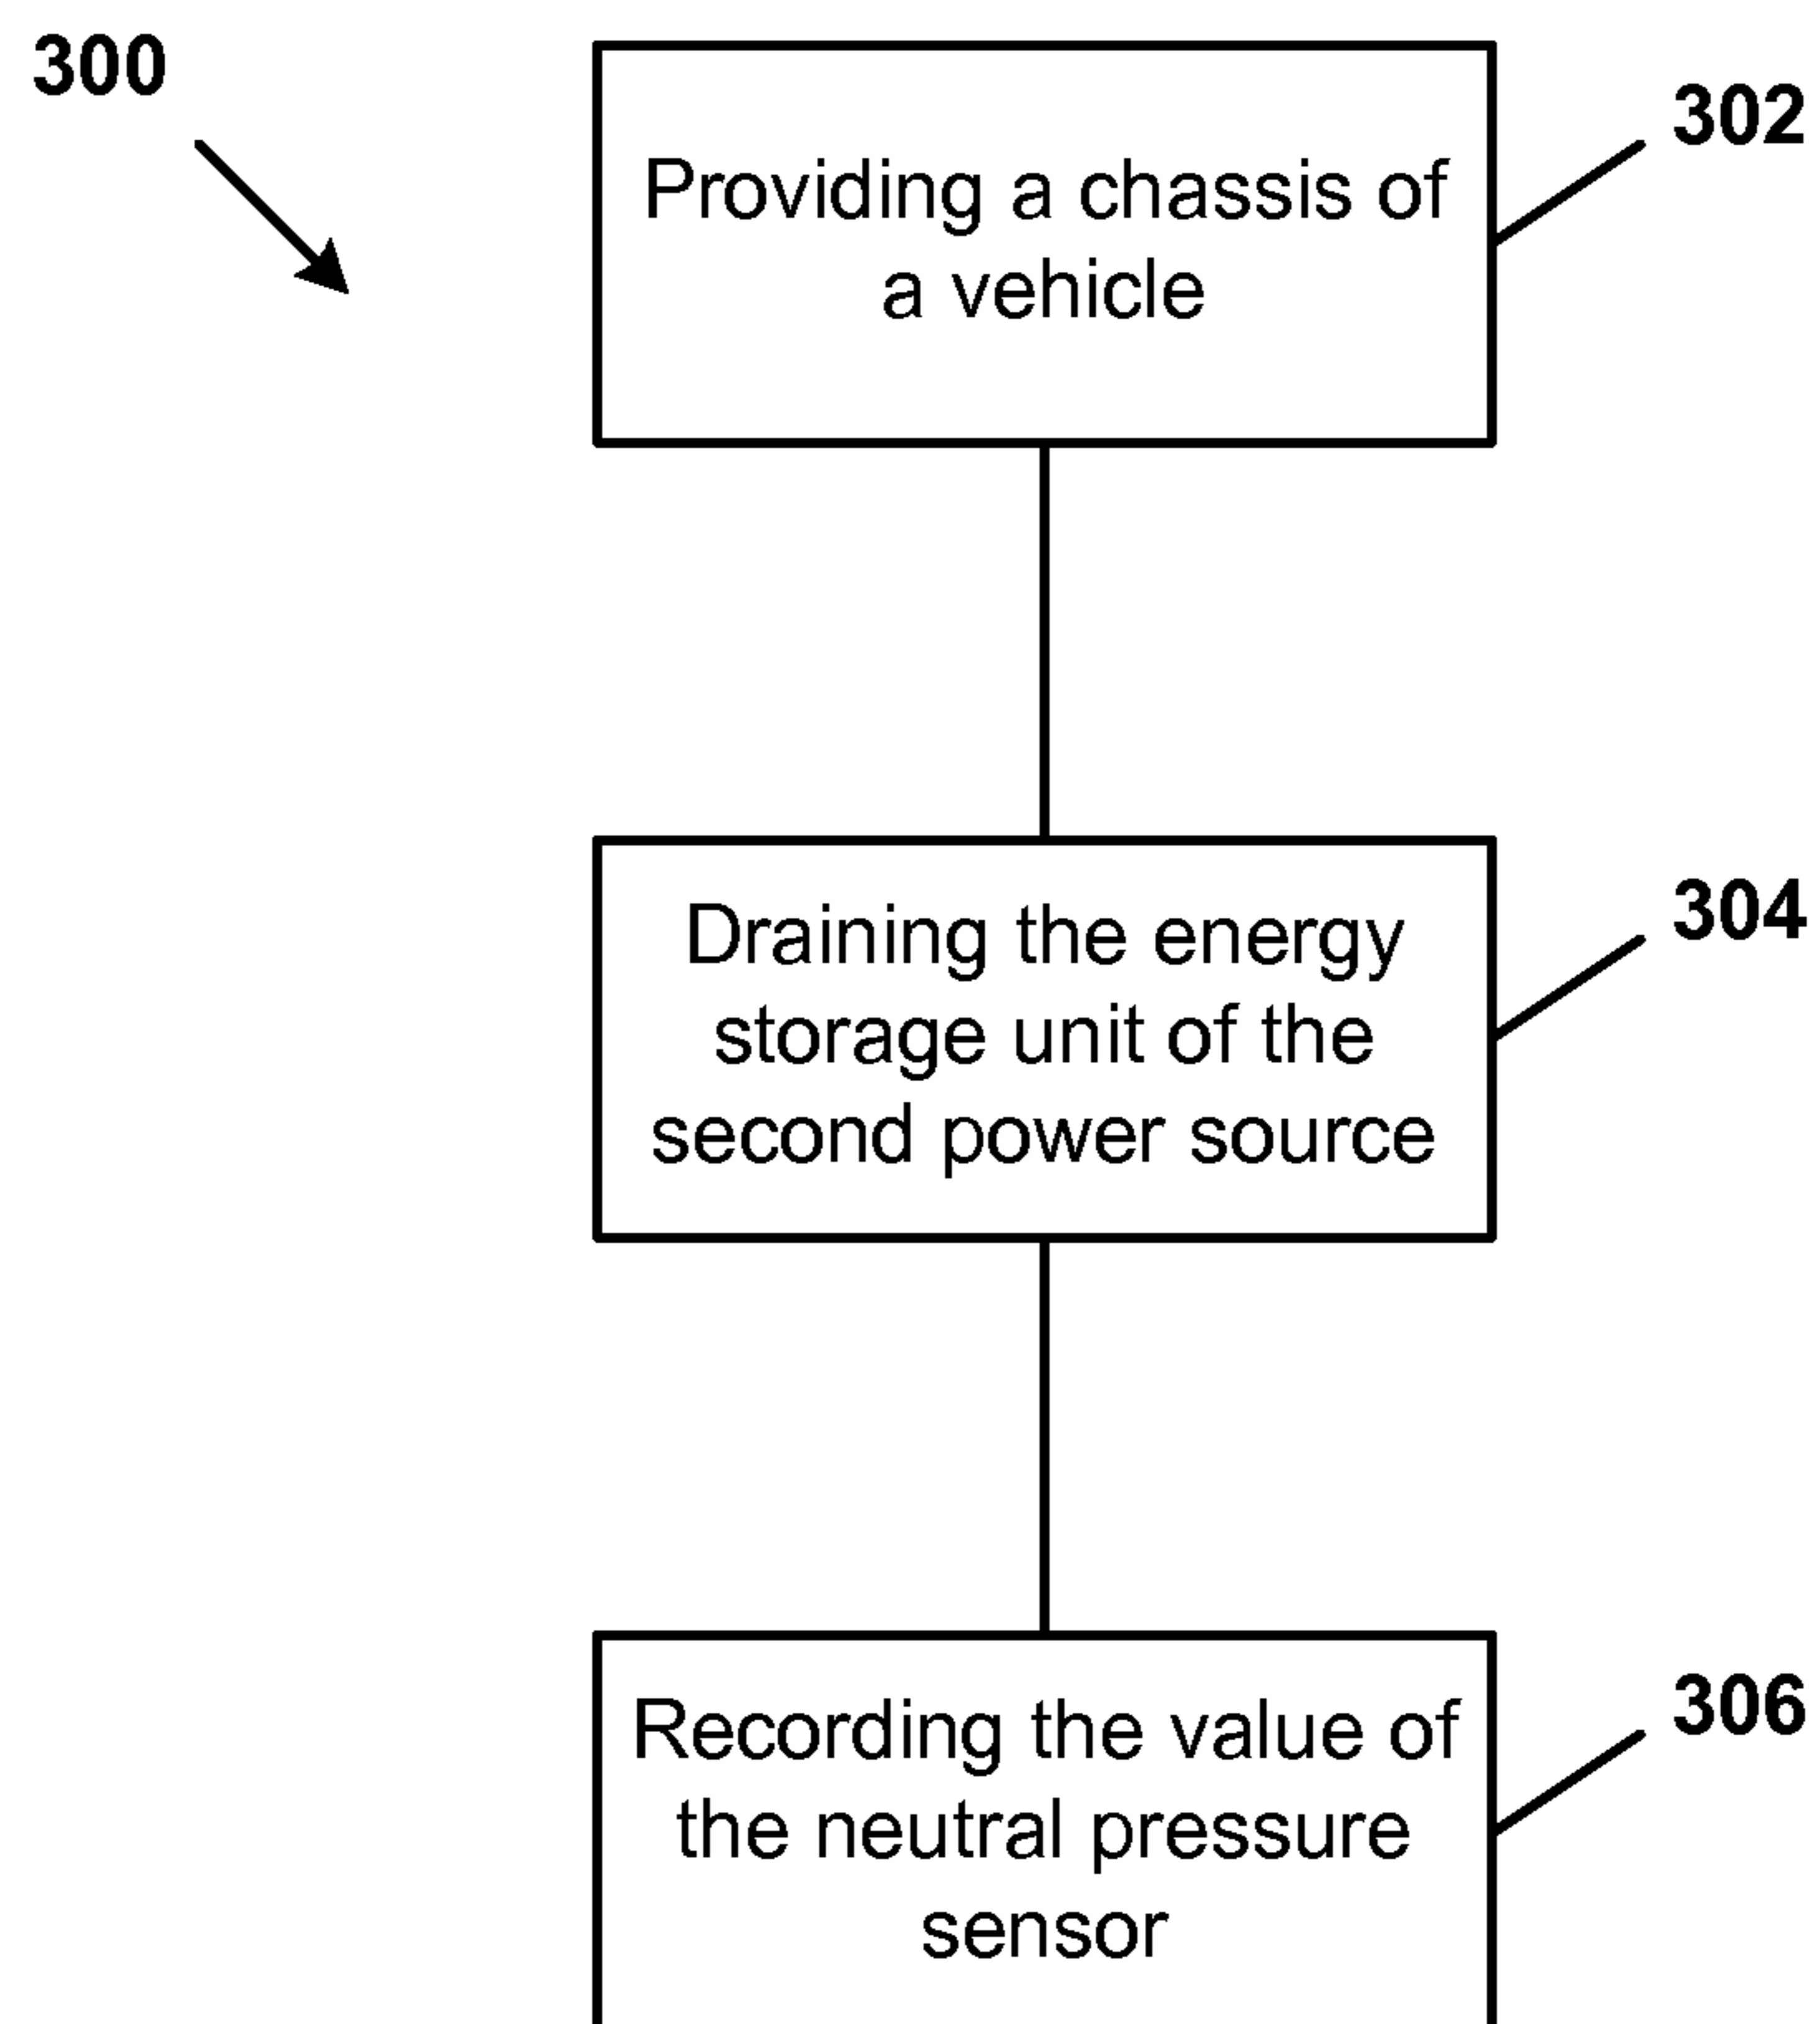 300
302
Providing a chassis of
a vehicle
304
Draining the energy
storage unit of the
second power source
306
Recording the value of
the neutral pressure
sensor